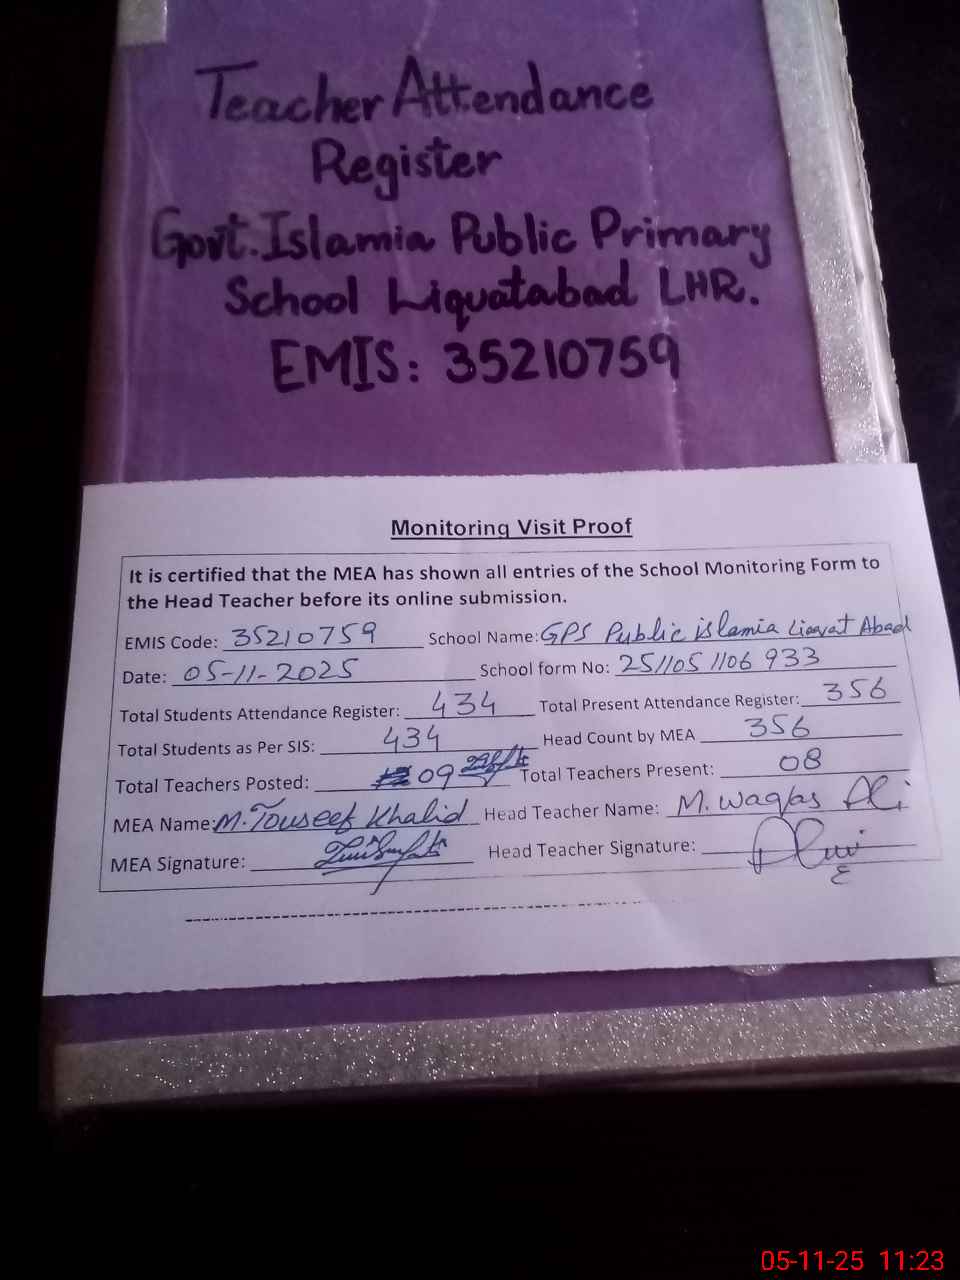 Teacher Attendance
Register
Govt. Islamia Public Primary
School Liquatabad LHR.
EMIS: 35210759
Monitoring Visit Proof
It is certified that the MEA has shown all entries of the School Monitoring Form to
the Head Teacher before its online submission.
EMIS Code: 35210759 School Name: GPS Public islamia Liaqat Abad
Date: 05-11-2025 School form No: 251105 1106 933
Total Students Attendance Register: 434 Total Present Attendance Register: 356
Total Students as Per SIS: 434 Head Count by MEA 356
Total Teachers Posted: 09 Total Teachers Present: 08
MEA Name: M. Touseef Khalid Head Teacher Name: M. Waqas Ali
MEA Signature: Head Teacher Signature:
05-11-25 11:23